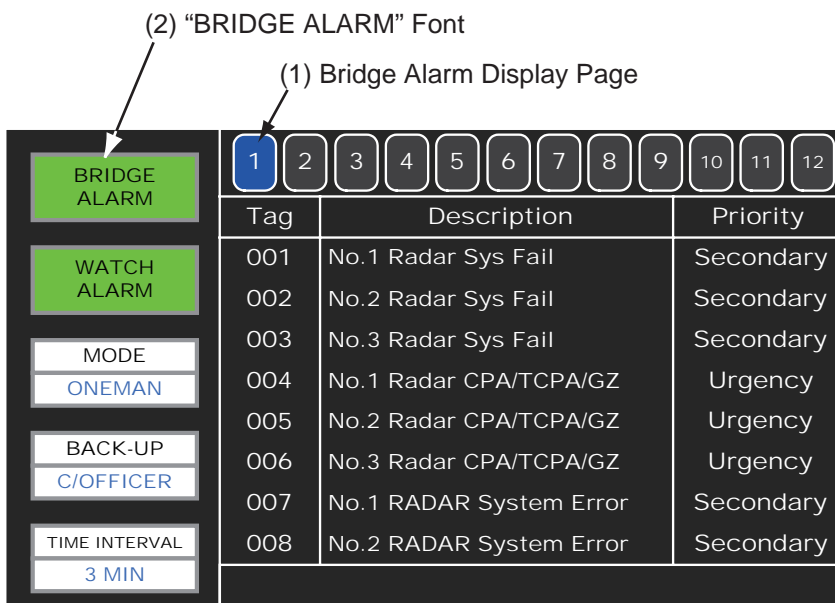 (2) “BRIDGE ALARM” Font
(1) Bridge Alarm Display Page
BRIDGE
ALARM
WATCH
ALARM
MODE
ONEMAN
BACK-UP
C/OFFICER
TIME INTERVAL
3 MIN
1 2 3 4 5 6 7 8 9 10 11 12
Tag Description Priority
001 No.1 Radar Sys Fail Secondary
002 No.2 Radar Sys Fail Secondary
003 No.3 Radar Sys Fail Secondary
004 No.1 Radar CPA/TCPA/GZ Urgency
005 No.2 Radar CPA/TCPA/GZ Urgency
006 No.3 Radar CPA/TCPA/GZ Urgency
007 No.1 RADAR System Error Secondary
008 No.2 RADAR System Error Secondary